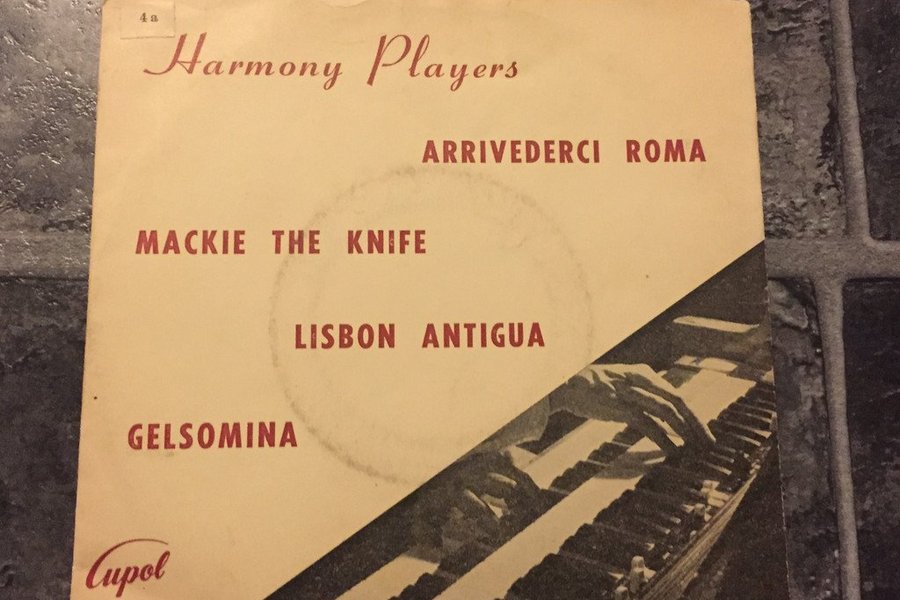 4a
Harmony Players
ARRIVEDERCI ROMA
MACKIE THE KNIFE
LISBON ANTIGUA
GELSOMINA
Cupol